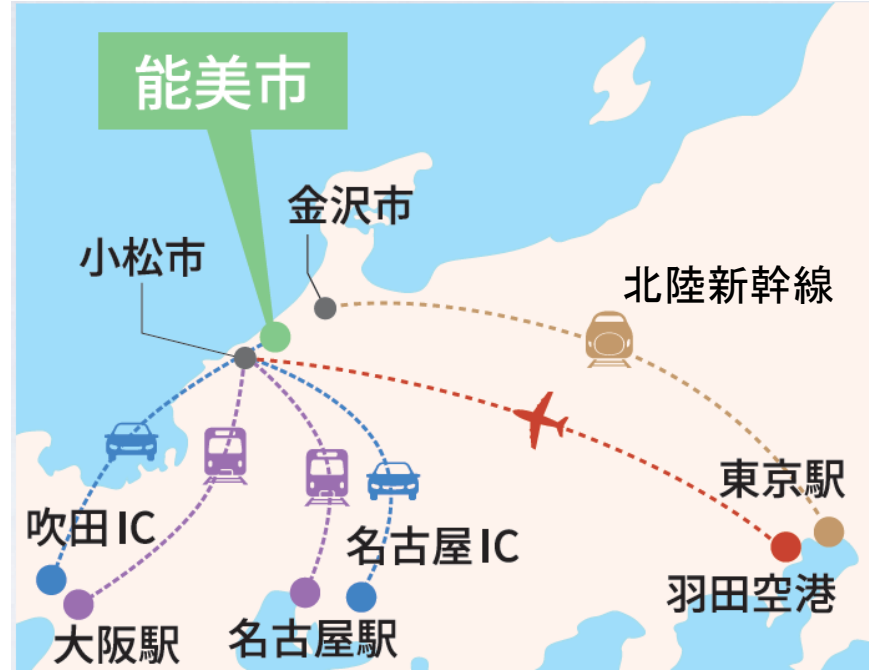 能美市
金沢市
小松市
北陸新幹線
東京駅
吹田IC
名古屋IC
羽田空港
大阪駅
名古屋駅